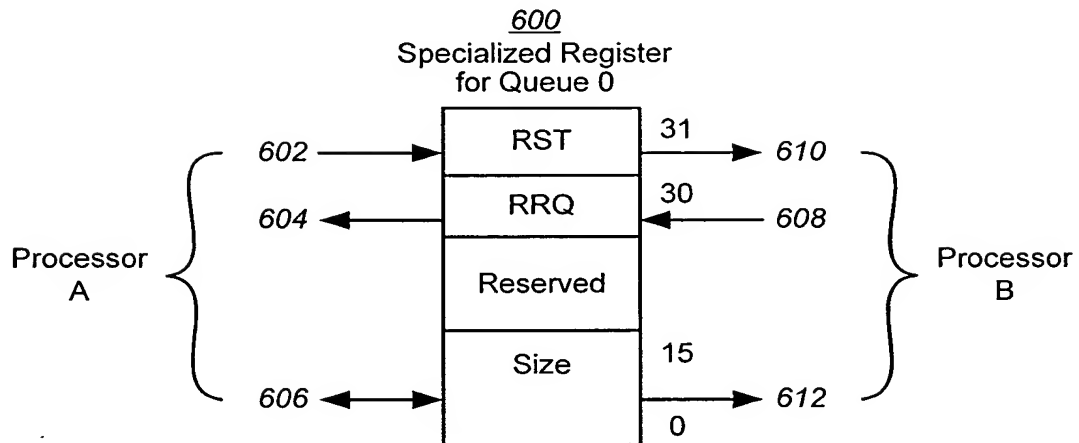 600
Specialized Register
for Queue 0
602 RST 31 610
604 RRQ 30 608
Processor
A
Reserved
Processor
B
Size 15
606 612
0